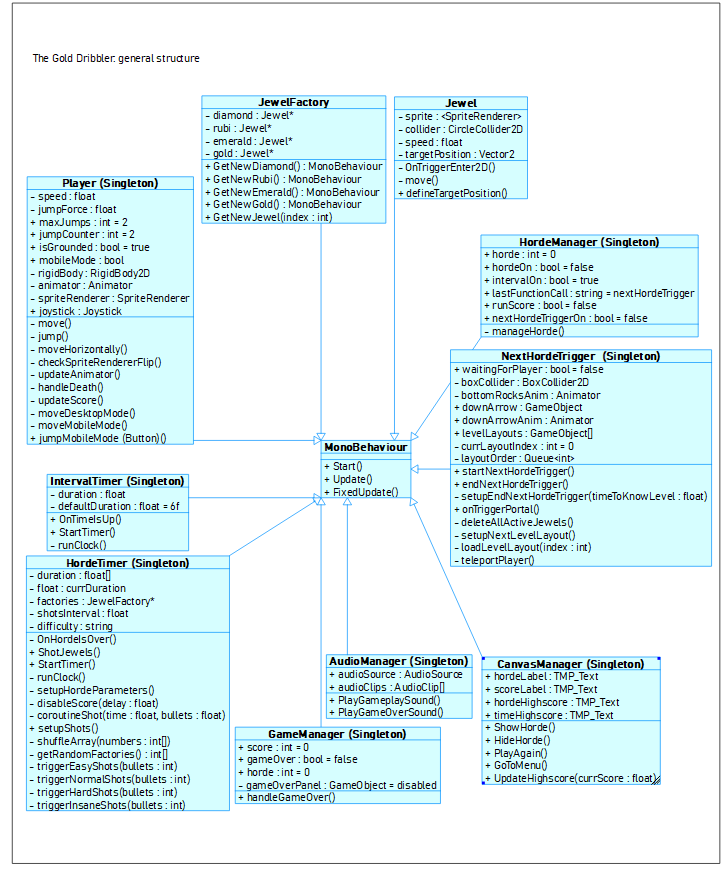 The Gold Dribbler: general structure
JewelFactory
- diamond : Jewel*
- rubi : Jewel*
- emerald : Jewel*
- gold : Jewel*
+ GetNewDiamond() : MonoBehaviour
+ GetNewRubi() : MonoBehaviour
+ GetNewEmerald() : MonoBehaviour
+ GetNewGold() : MonoBehaviour
+ GetNewJewel(index : int)
Jewel
- sprite : <SpriteRenderer>
- collider : CircleCollider2D
- speed : float
- targetPosition : Vector2
- OnTriggerEnter2D()
- move()
+ defineTargetPosition()
Player (Singleton)
- speed : float
- jumpForce : float
+ maxJumps : int = 2
+ jumpCounter : int = 2
+ isGrounded : bool = true
+ mobileMode : bool
- rigidBody : RigidBody2D
- animator : Animator
- spriteRenderer : SpriteRenderer
+ joystick : Joystick
- move()
- jump()
- moveHorizontally()
- checkSpriteRendererFlip()
- updateAnimator()
- handleDeath()
- updateScore()
- moveDesktopMode()
- moveMobileMode()
+ jumpMobileMode (Button)()
HordeManager (Singleton)
+ horde : int = 0
+ hordeOn : bool = false
+ intervalOn : bool = true
+ lastFunctionCall : string = nextHordeTrigger
+ runScore : bool = false
+ nextHordeTriggerOn : bool = false
- manageHorde()
NextHordeTrigger (Singleton)
+ waitingForPlayer : bool = false
- boxCollider : BoxCollider2D
- bottomRocksAnim : Animator
+ downArrow : GameObject
+ downArrowAnim : Animator
+ levelLayouts : GameObject[]
- currLayoutIndex : int = 0
- layoutOrder : Queue<int>
+ startNextHordeTrigger()
+ endNextHordeTrigger()
- setupEndNextHordeTrigger(timeToKnowLevel : float)
+ onTriggerPortal()
- deleteAllActiveJewels()
- setupNextLevelLayout()
- loadLevelLayout(index : int)
- teleportPlayer()
MonoBehaviour
+ Start()
+ Update()
+ FixedUpdate()
IntervalTimer (Singleton)
- duration : float
- defaultDuration : float = 6f
+ OnTimeIsUp()
+ StartTimer()
- runClock()
HordeTimer (Singleton)
- duration : float[]
- float : currDuration
- factories : JewelFactory*
- shotsInterval : float
- difficulty : string
- OnHordeIsOver()
+ ShotJewels()
+ StartTimer()
- runClock()
- setupHordeParameters()
- disableScore(delay : float)
- coroutineShot(time : float, bullets : float)
+ setupShots()
- shuffleArray(numbers : int[])
- getRandomFactories() : int[]
- triggerEasyShots(bullets : int)
- triggerNormalShots(bullets : int)
- triggerHardShots(bullets : int)
- triggerInsaneShots(bullets : int)
AudioManager (Singleton)
+ audioSource : AudioSource
+ audioClips : AudioClip[]
+ PlayGameplaySound()
+ PlayGameOverSound()
GameManager (Singleton)
+ score : int = 0
+ gameOver : bool = false
+ horde : int = 0
- gameOverPanel : GameObject = disabled
+ handleGameOver()
CanvasManager (Singleton)
+ hordeLabel : TMP_Text
+ scoreLabel : TMP_Text
+ hordeHighscore : TMP_Text
+ timeHighscore : TMP_Text
+ ShowHorde()
+ HideHorde()
+ PlayAgain()
+ GoToMenu()
+ UpdateHighscore(currScore : float)